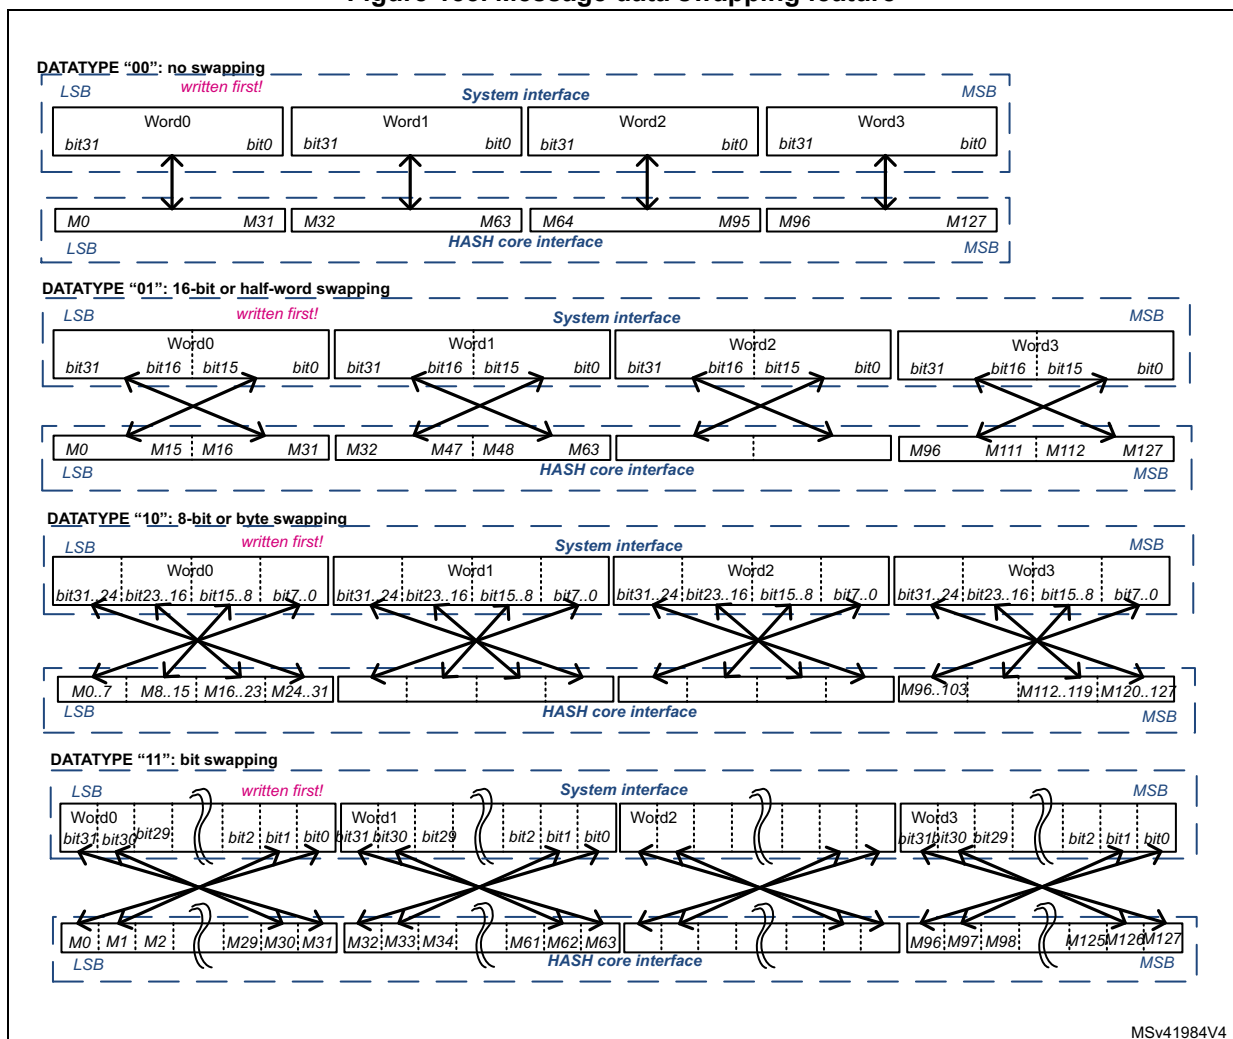 DATATYPE “00”: no swapping
LSB written first! System interface MSB
Word0 Word1 Word2 Word3
bit31 bit0 bit31 bit0 bit31 bit0 bit31 bit0
M0 M31 M32 M63 M64 M95 M96 M127
LSB HASH core interface MSB
DATATYPE “01”: 16-bit or half-word swapping
LSB written first! System interface MSB
Word0 Word1 Word2 Word3
bit31 bit16 bit15 bit0 bit31 bit16 bit15 bit0 bit31 bit16 bit15 bit0 bit31 bit16 bit15 bit0
M0 M15 M16 M31 M32 M47 M48 M63 M96 M111 M112 M127
LSB HASH core interface MSB
DATATYPE “10”: 8-bit or byte swapping
LSB written first! System interface MSB
Word0 Word1 Word2 Word3
bit31..24 bit23..16 bit15..8 bit7..0 bit31..24 bit23..16 bit15..8 bit7..0 bit31..24 bit23..16 bit15..8 bit7..0 bit31..24 bit23..16 bit15..8 bit7..0
M0..7 M8..15 M16..23 M24..31 M96..103 M112..119 M120..127
LSB HASH core interface MSB
DATATYPE “11”: bit swapping
LSB written first! System interface MSB
Word0 Word1 Word2 Word3
bit31 bit30 bit29 bit2 bit1 bit0 bit31 bit30 bit29 bit2 bit1 bit0 bit31 bit30 bit29 bit2 bit1 bit0
M0 M1 M2 M29 M30 M31 M32 M33 M34 M61 M62 M63 M96 M97 M98 M125 M126 M127
LSB HASH core interface MSB
MSv41984V4